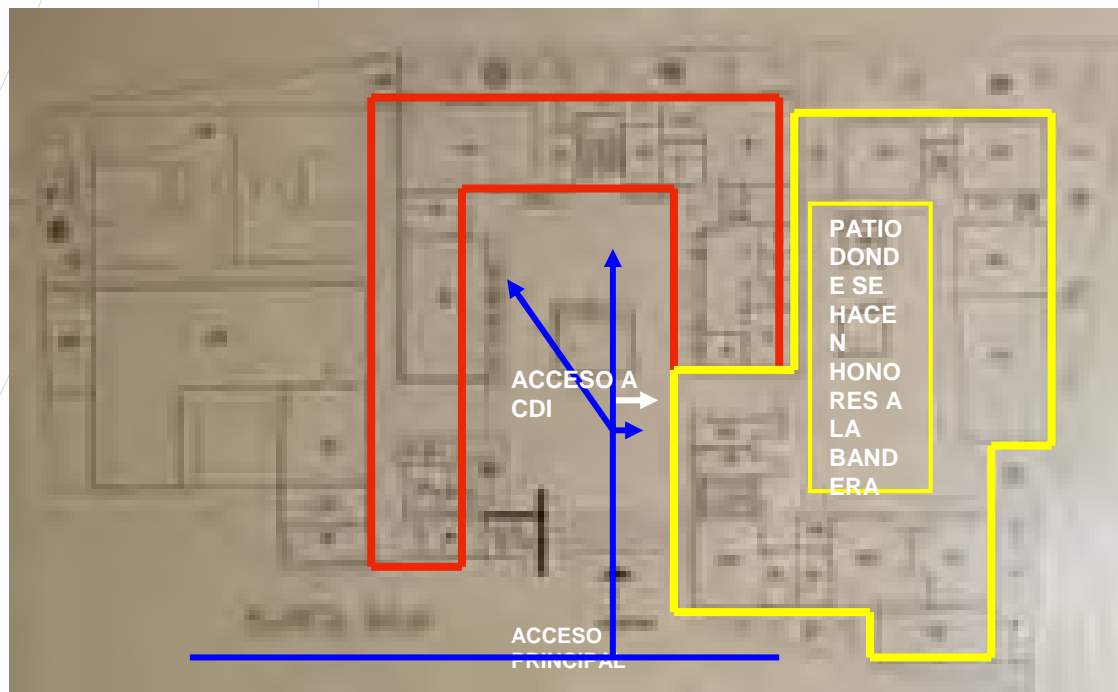 PATIO
DOND
E SE
HACE
N
HONO
RES A
LA
BAND
ERA
ACCESO A
CDI
ACCESO
PRINCIPAL